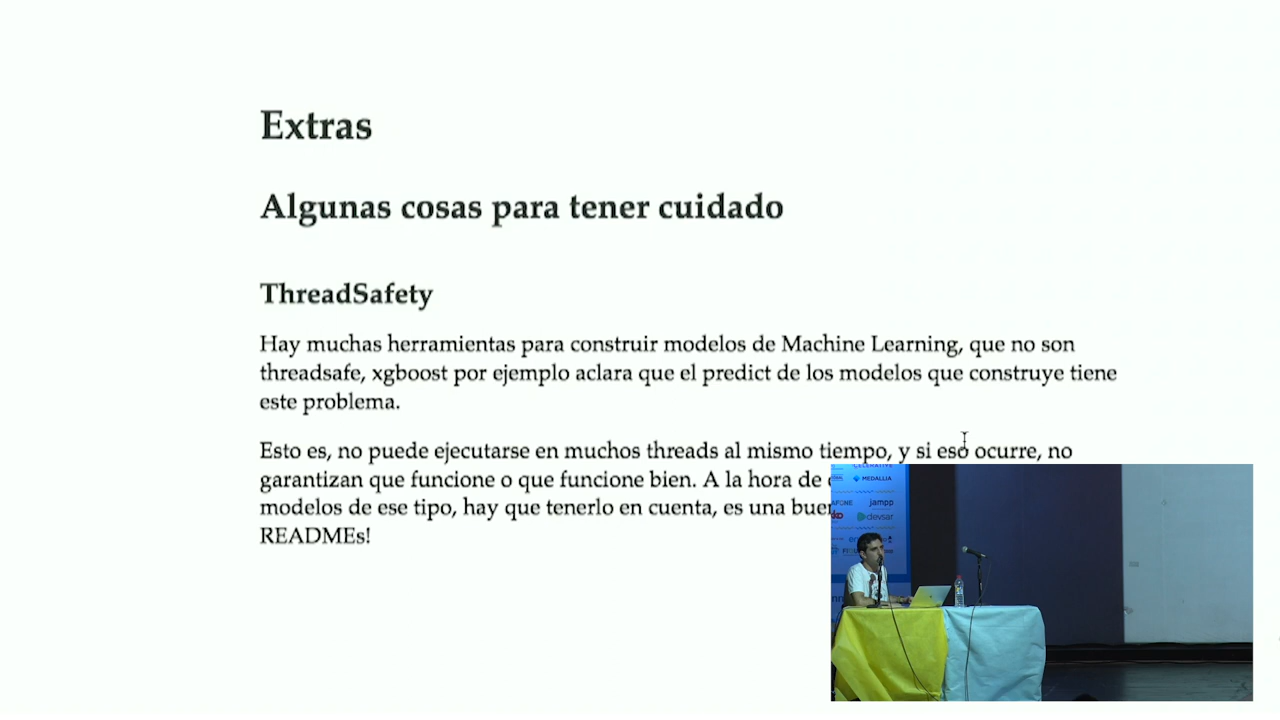 Extras
Algunas cosas para tener cuidado
ThreadSafety
Hay muchas herramientas para construir modelos de Machine Learning, que no son
threadsafe, xgboost por ejemplo aclara que el predict de los modelos que construye tiene
este problema.
Esto es, no puede ejecutarse en muchos threads al mismo tiempo, y si eso ocurre, no
garantizan que funcione o que funcione bien. A la hora de
modelos de ese tipo, hay que tenerlo en cuenta, es una
READMEs!
MEDALLIA
jampp
devsar